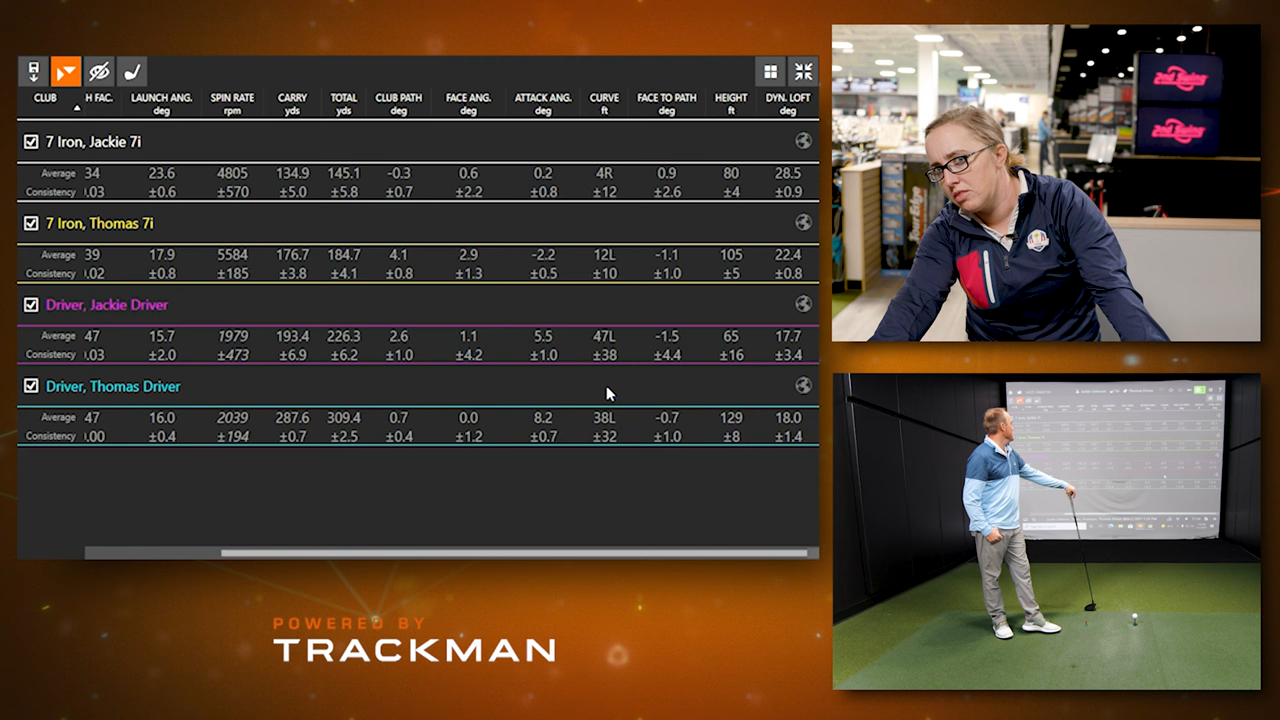 CLUB H FAC. LAUNCH ANG. SPIN RATE CARRY TOTAL CLUB PATH FACE ANG. ATTACK ANG. CURVE FACE TO PATH HEIGHT DYN. LOFT
deg rpm yds yds deg deg deg ft deg ft deg
7 Iron, Jackie 7i
Average 34 23.6 4805 134.9 145.1 -0.3 0.6 0.2 4R 0.9 80 28.5
Consistency .03 ±0.6 ±570 ±5.0 ±5.8 ±0.7 ±2.2 ±0.8 ±12 ±2.6 ±4 ±0.9
7 Iron, Thomas 7i
Average 39 17.9 5584 176.7 184.7 4.1 2.9 -2.2 12L -1.1 105 22.4
Consistency .02 ±0.8 ±185 ±3.8 ±4.1 ±0.8 ±1.3 ±0.5 ±10 ±1.0 ±5 ±0.8
Driver, Jackie Driver
Average 47 15.7 1979 193.4 226.3 2.6 1.1 5.5 47L -1.5 65 17.7
Consistency .03 ±2.0 ±473 ±6.9 ±6.2 ±1.0 ±4.2 ±1.0 ±38 ±4.4 ±16 ±3.4
Driver, Thomas Driver
Average 47 16.0 2039 287.6 309.4 0.7 0.0 8.2 38L -0.7 129 18.0
Consistency .00 ±0.4 ±194 ±0.7 ±2.5 ±0.4 ±1.2 ±0.7 ±32 ±1.0 ±8 ±1.4
POWERED BY
TRACKMAN
2nd Swing
2nd Swing